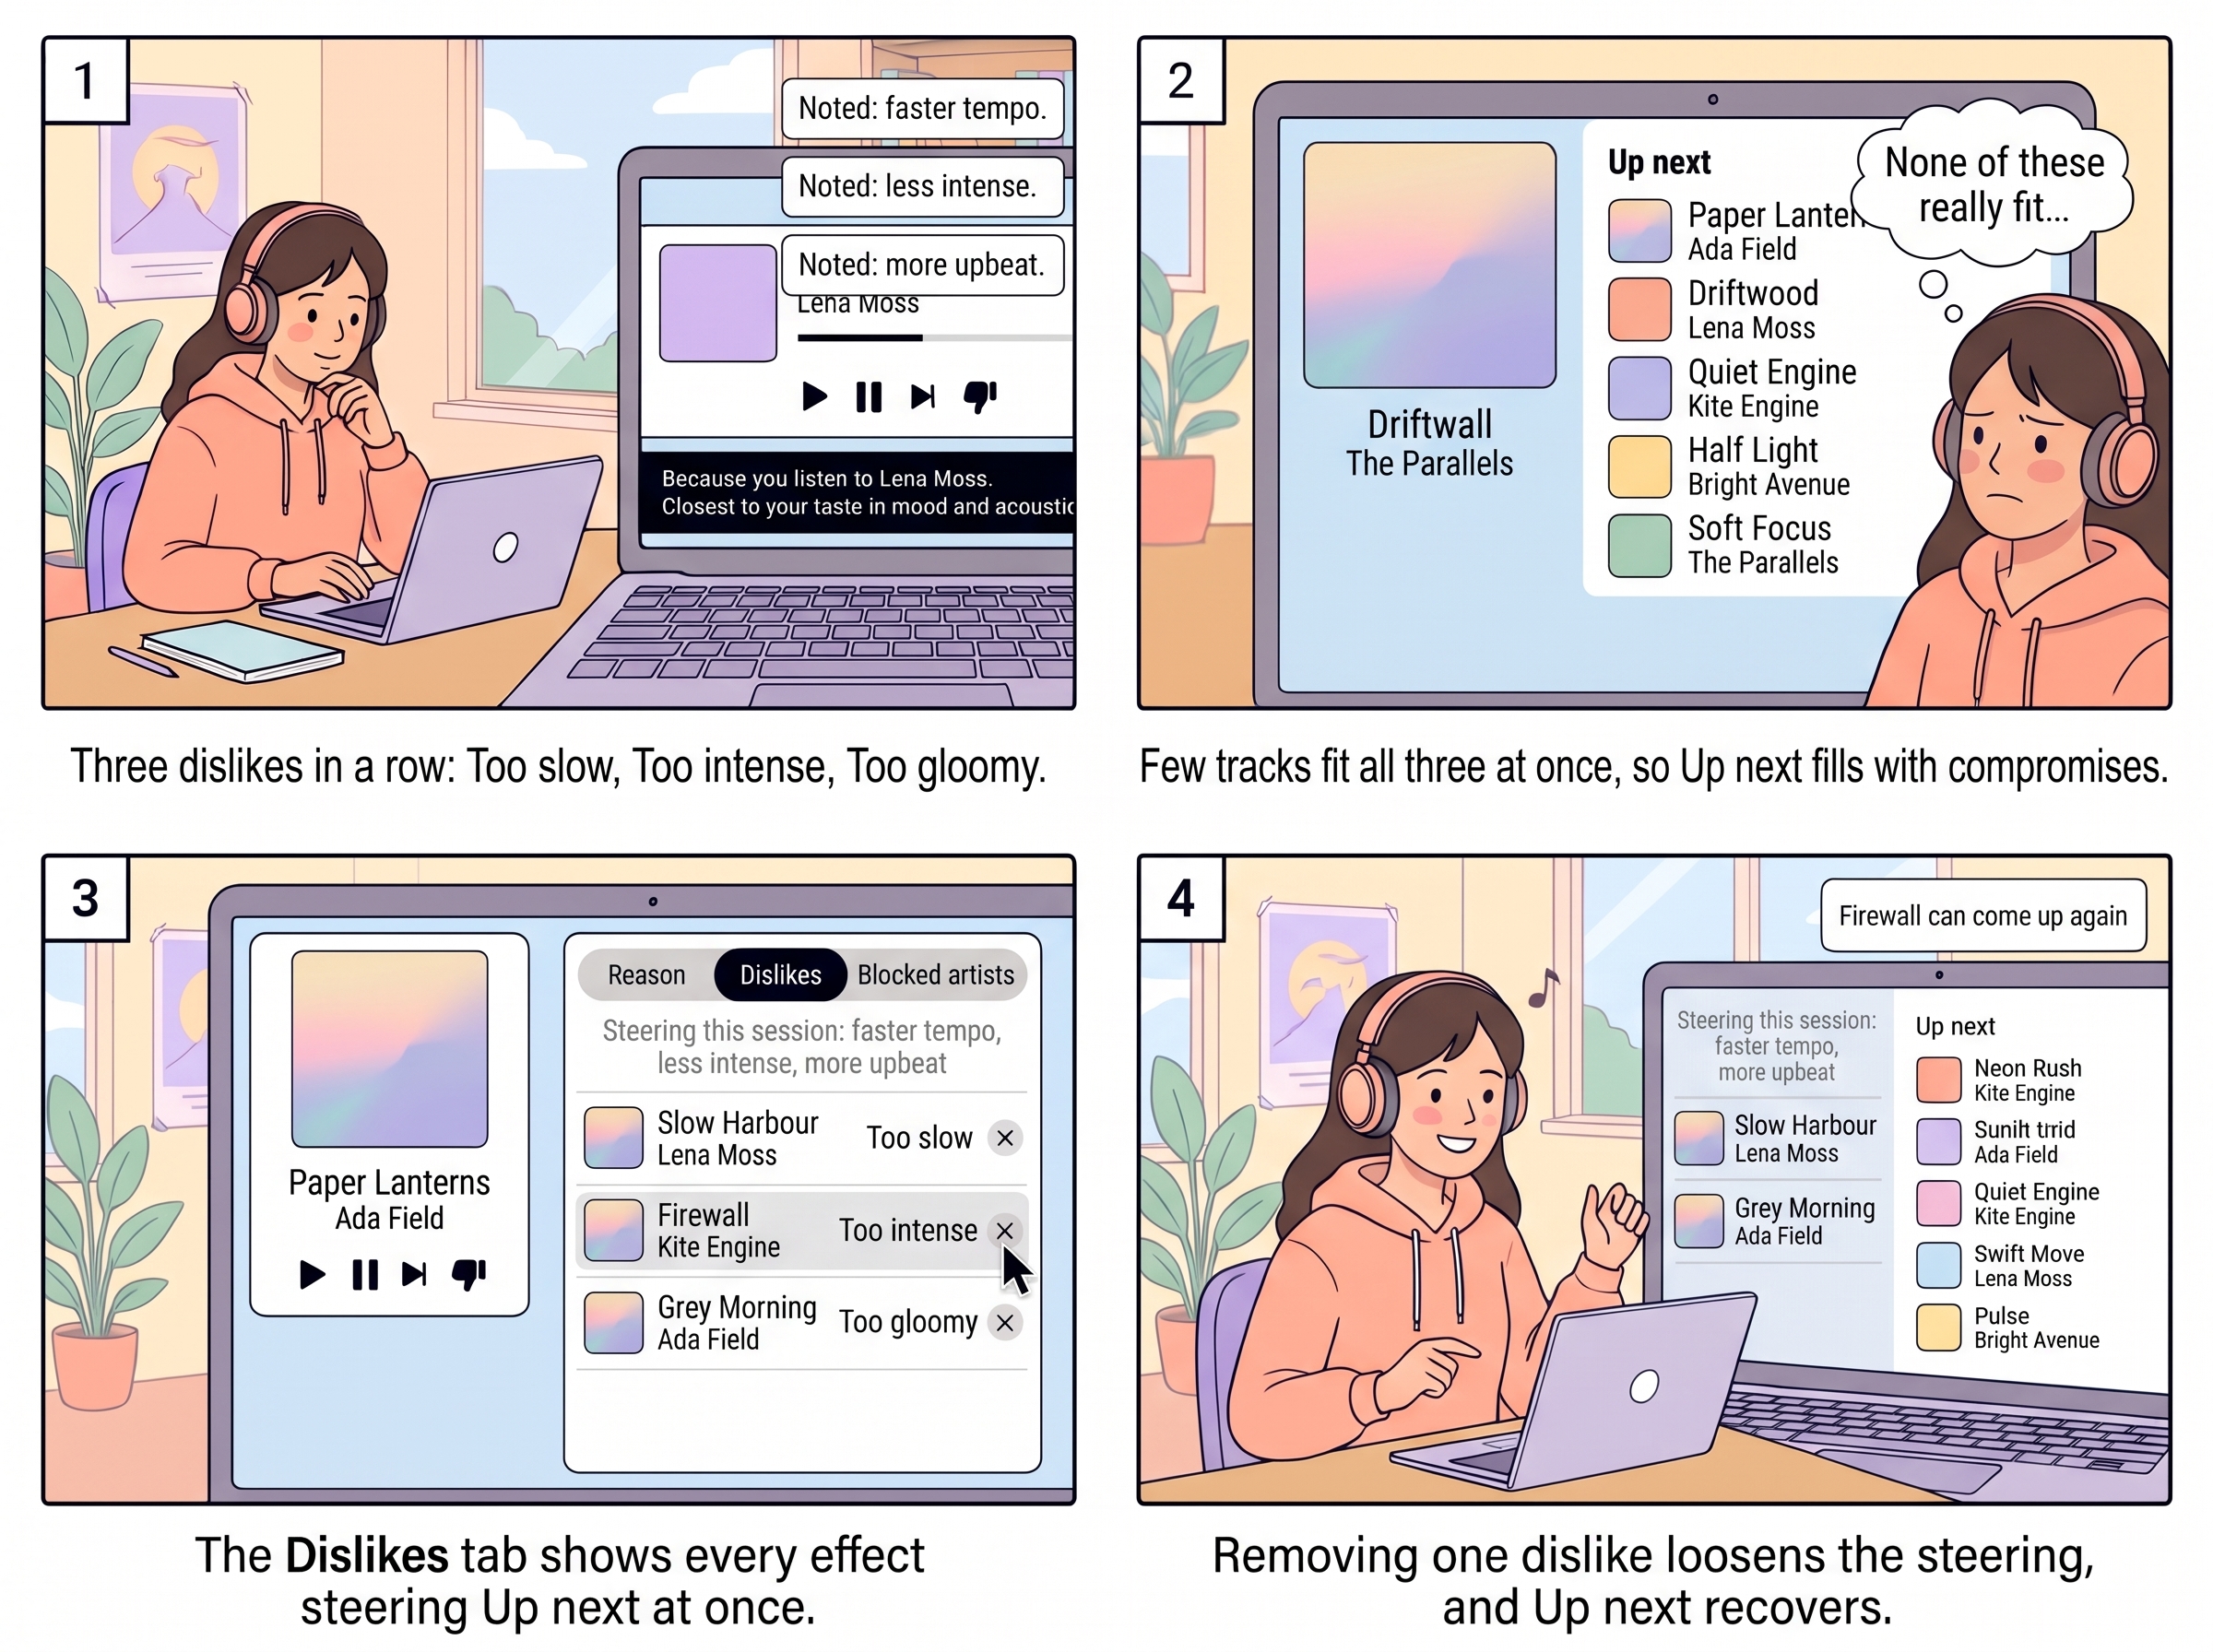 1
Noted: faster tempo.
Noted: less intense.
Noted: more upbeat.
Lena Moss
Because you listen to Lena Moss.
Closest to your taste in mood and acoustic
Three dislikes in a row: Too slow, Too intense, Too gloomy.
2
None of these
really fit...
Up next
Paper Lantern
Ada Field
Driftwood
Lena Moss
Quiet Engine
Kite Engine
Half Light
Bright Avenue
Soft Focus
The Parallels
Driftwall
The Parallels
Few tracks fit all three at once, so Up next fills with compromises.
3
Paper Lanterns
Ada Field
Reason Dislikes Blocked artists
Steering this session: faster tempo,
less intense, more upbeat
Slow Harbour
Lena Moss
Too slow
Firewall
Kite Engine
Too intense
Grey Morning
Ada Field
Too gloomy
The Dislikes tab shows every effect
steering Up next at once.
4
Firewall can come up again
Steering this session:
faster tempo,
more upbeat
Slow Harbour
Lena Moss
Grey Morning
Ada Field
Up next
Neon Rush
Kite Engine
Ada Field
Quiet Engine
Kite Engine
Swift Move
Lena Moss
Pulse
Bright Avenue
Removing one dislike loosens the steering,
and Up next recovers.